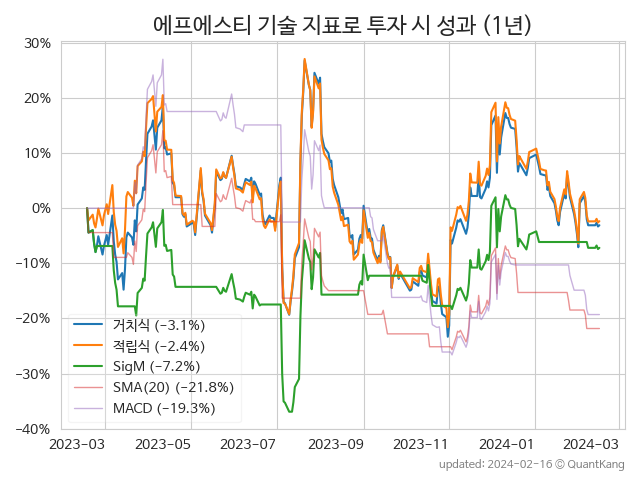 에프에스티 기술 지표로 투자 시 성과 (1년)
30%
20%
10%
0%
−10%
−20%
−30%
−40%
거치식 (−3.1%)
적립식 (−2.4%)
SigM (−7.2%)
SMA(20) (−21.8%)
MACD (−19.3%)
2023-03 2023-05 2023-07 2023-09 2023-11 2024-01 2024-03
updated: 2024-02-16 © QuantKang